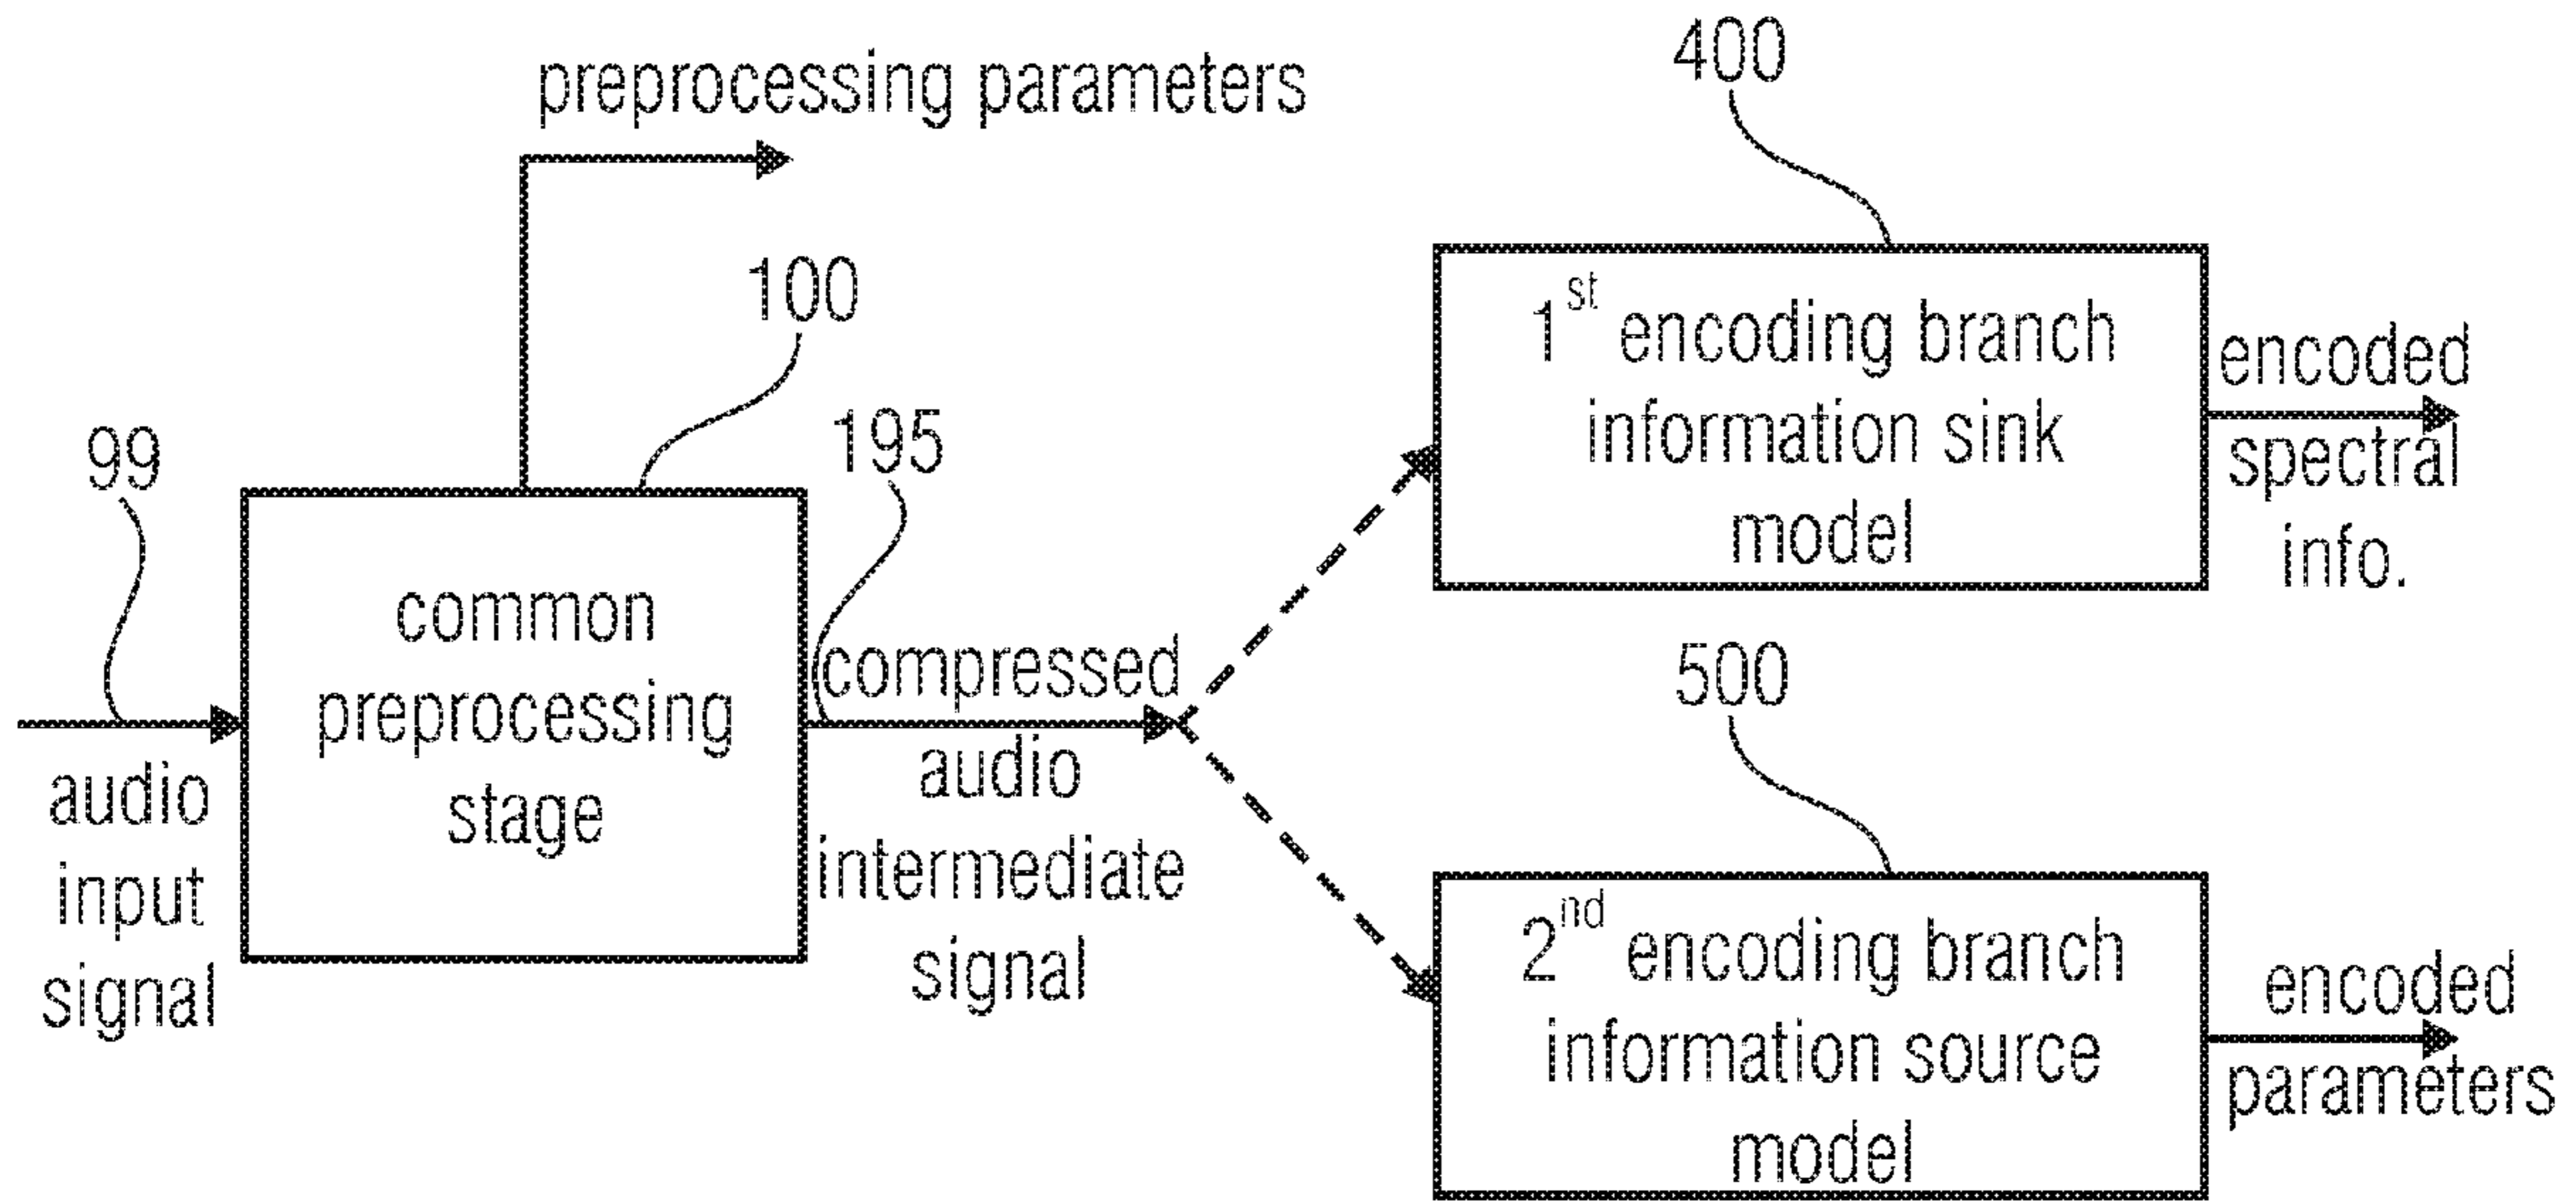 preprocessing parameters
400
100
195
99
1st encoding branch
information sink
model
encoded
spectral
info.
common
preprocessing
stage
audio
input
signal
compressed
audio
intermediate
signal
500
2nd encoding branch
information source
model
encoded
parameters